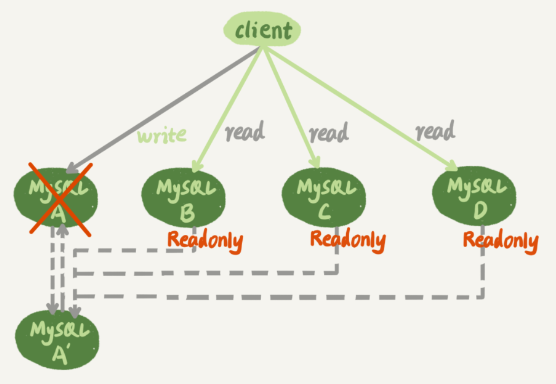 client
write
read
read
read
MySQL
A
MySQL
B
MySQL
C
MySQL
D
Readonly
Readonly
Readonly
MySQL
A'